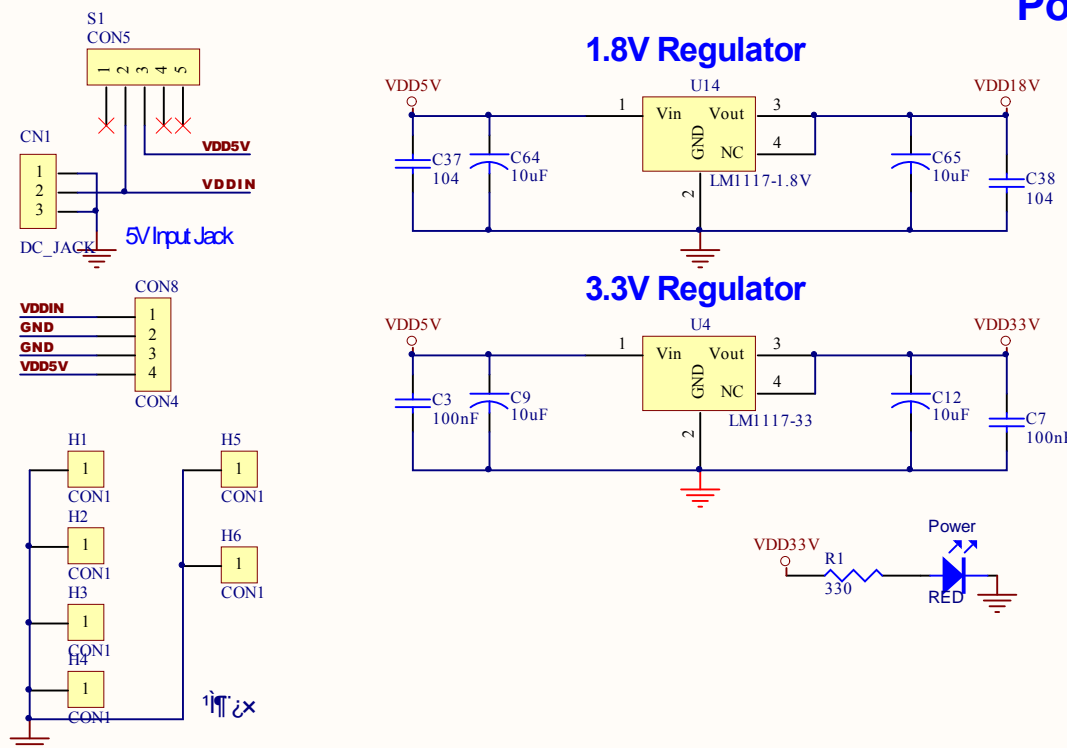 Po
S1
CON5
1 2 3 4 5
VDD5V
VDDIN
CN1
1
2
3
DC_JACK
5V Input Jack
CON8
VDDIN 1
GND 2
GND 3
VDD5V 4
CON4
H1
1
CON1
H2
1
CON1
H3
1
CON1
H4
1
CON1
H5
1
CON1
H6
1
CON1
¹Ì¶¨¿×
1.8V Regulator
VDD5V
C37
104
C64
10uF
U14
1 Vin Vout 3
GND
NC 4
2
LM1117-1.8V
VDD18V
C65
10uF
C38
104
3.3V Regulator
VDD5V
C3
100nF
C9
10uF
U4
1 Vin Vout 3
GND
NC 4
2
LM1117-33
VDD33V
C12
10uF
C7
100nF
VDD33V
R1
330
Power
RED